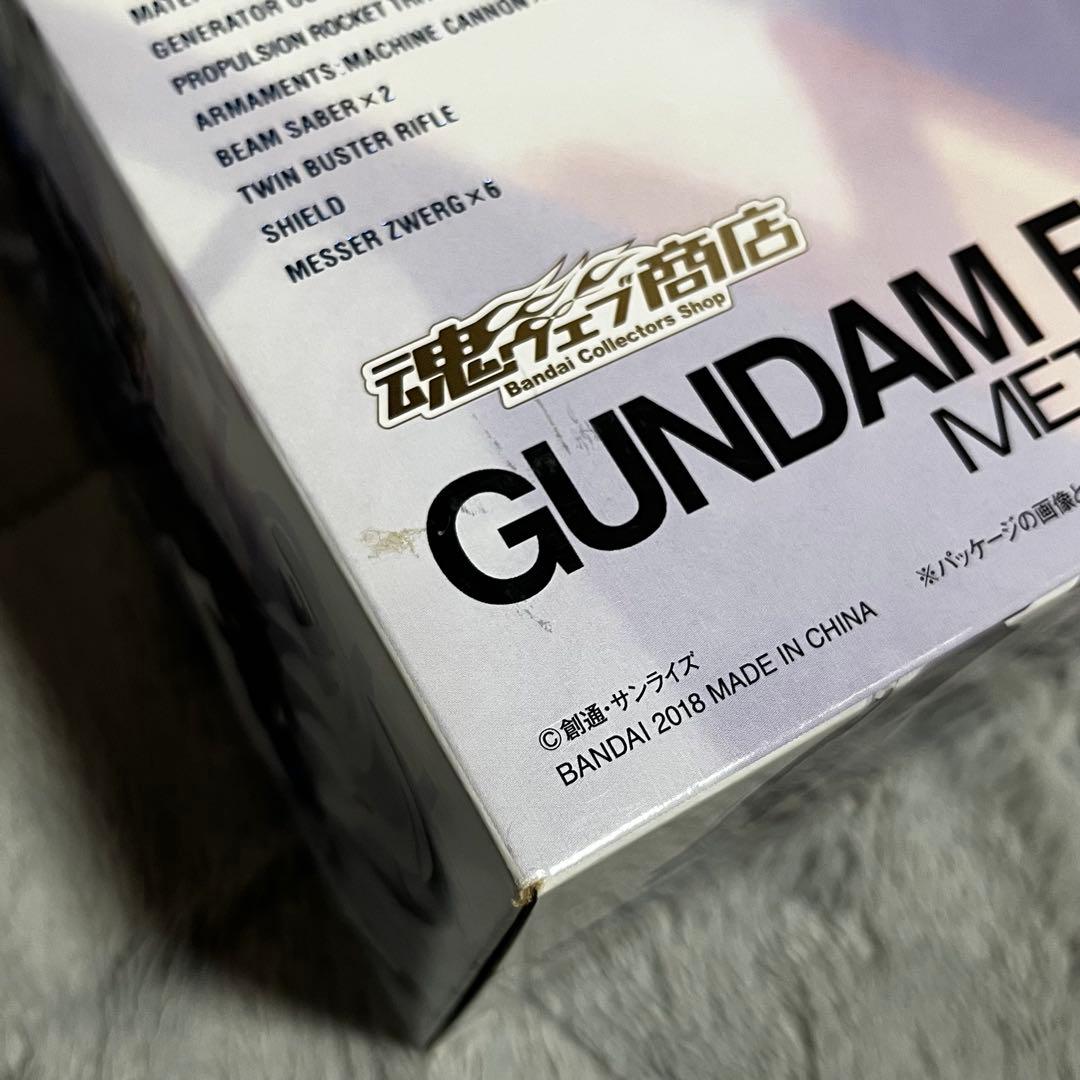 GENERATOR
PROPULSION ROCKET
ARMAMENTS:MACHINE CANNON
BEAM SABER×2
TWIN BUSTER RIFLE
SHIELD
MESSER ZWERG×6
魂ウェブ商店
Bandai Collectors Shop
GUNDAM
MET
※パッケージの画像と
©創通・サンライズ
BANDAI 2018 MADE IN CHINA